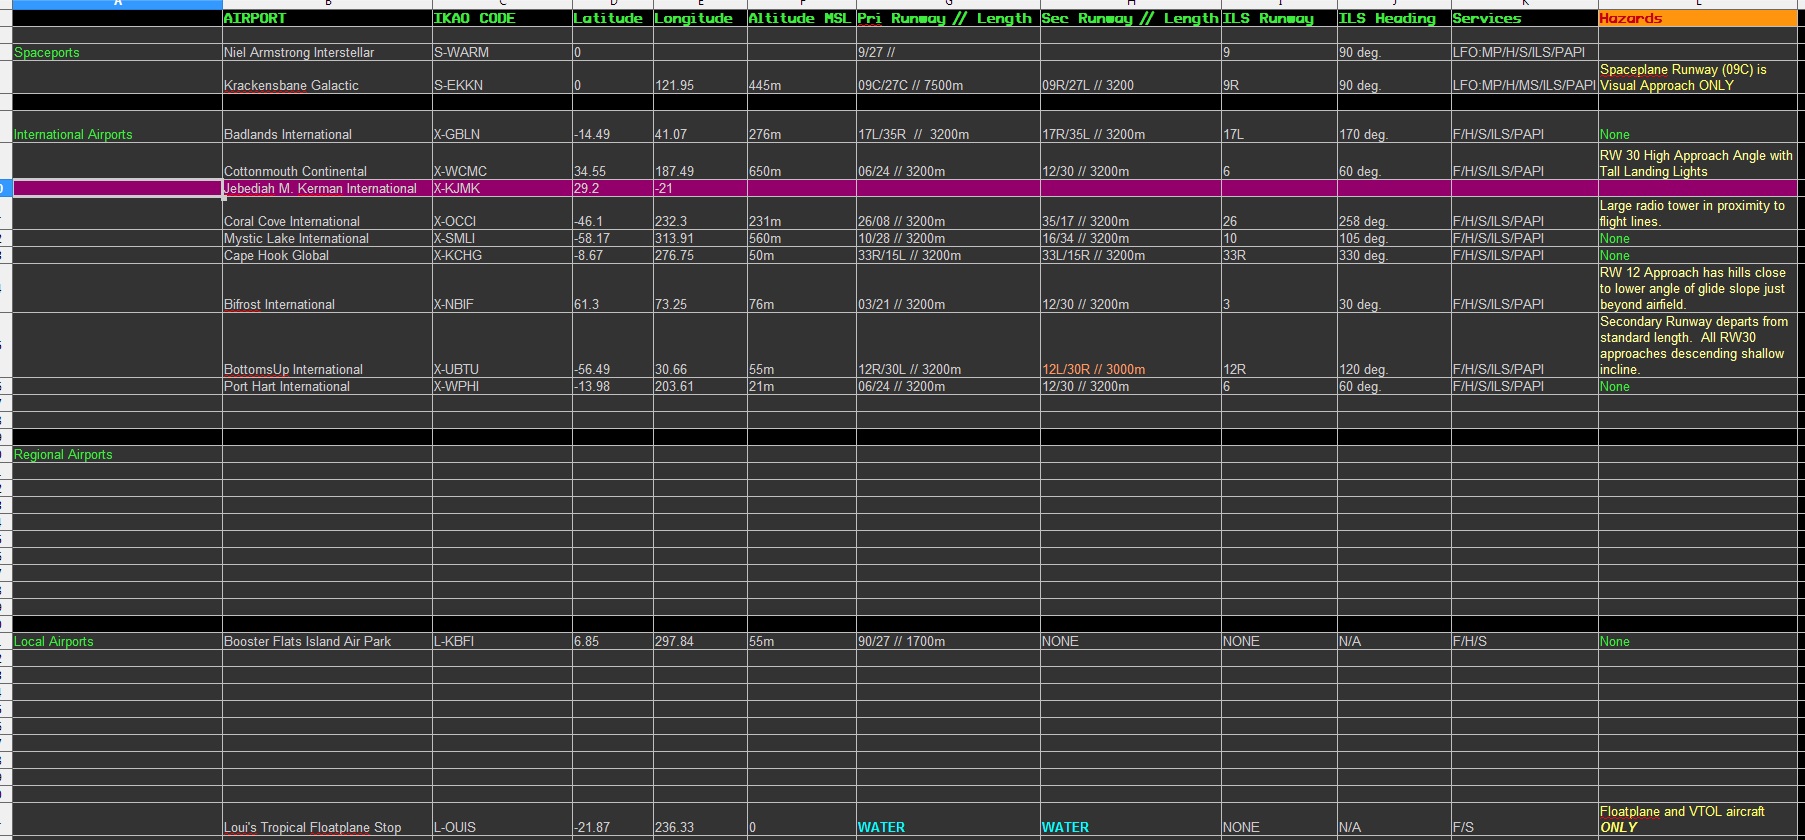 AIRPORT IKAO CODE Latitude Longitude Altitude MSL Pri Runway // Length Sec Runway // Length ILS Runway ILS Heading Services Hazards
Spaceports Niel Armstrong Interstellar S-WARM 0 9/27 // 9 90 deg. LFO:MP/H/S/ILS/PAPI
Krackensbane Galactic S-EKKN 0 121.95 445m 09C/27C // 7500m 09R/27L // 3200 9R 90 deg. LFO:MP/H/MS/ILS/PAPI Spaceplane Runway (09C) is
Visual Approach ONLY
International Airports Badlands International X-GBLN -14.49 41.07 276m 17L/35R // 3200m 17R/35L // 3200m 17L 170 deg. F/H/S/ILS/PAPI None
Cottonmouth Continental X-WCMC 34.55 187.49 650m 06/24 // 3200m 12/30 // 3200m 6 60 deg. F/H/S/ILS/PAPI RW 30 High Approach Angle with
Tall Landing Lights
Jebediah M. Kerman International X-KJMK 29.2 -21
Coral Cove International X-OCCI -46.1 232.3 231m 26/08 // 3200m 35/17 // 3200m 26 258 deg. F/H/S/ILS/PAPI Large radio tower in proximity to
flight lines.
Mystic Lake International X-SMLI -58.17 313.91 560m 10/28 // 3200m 16/34 // 3200m 10 105 deg. F/H/S/ILS/PAPI None
Cape Hook Global X-KCHG -8.67 276.75 50m 33R/15L // 3200m 33L/15R // 3200m 33R 330 deg. F/H/S/ILS/PAPI None
Bifrost International X-NBIF 61.3 73.25 76m 03/21 // 3200m 12/30 // 3200m 3 30 deg. F/H/S/ILS/PAPI RW 12 Approach has hills close
to lower angle of glide slope just
beyond airfield.
BottomsUp International X-UBTU -56.49 30.66 55m 12R/30L // 3200m 12L/30R // 3000m 12R 120 deg. F/H/S/ILS/PAPI Secondary Runway departs from
standard length. All RW30
approaches descending shallow
incline.
Port Hart International X-WPHI -13.98 203.61 21m 06/24 // 3200m 12/30 // 3200m 6 60 deg. F/H/S/ILS/PAPI None
Regional Airports
Local Airports Booster Flats Island Air Park L-KBFI 6.85 297.84 55m 90/27 // 1700m NONE NONE N/A F/H/S None
Loui's Tropical Floatplane Stop L-OUIS -21.87 236.33 0 WATER WATER NONE N/A F/S Floatplane and VTOL aircraft
ONLY